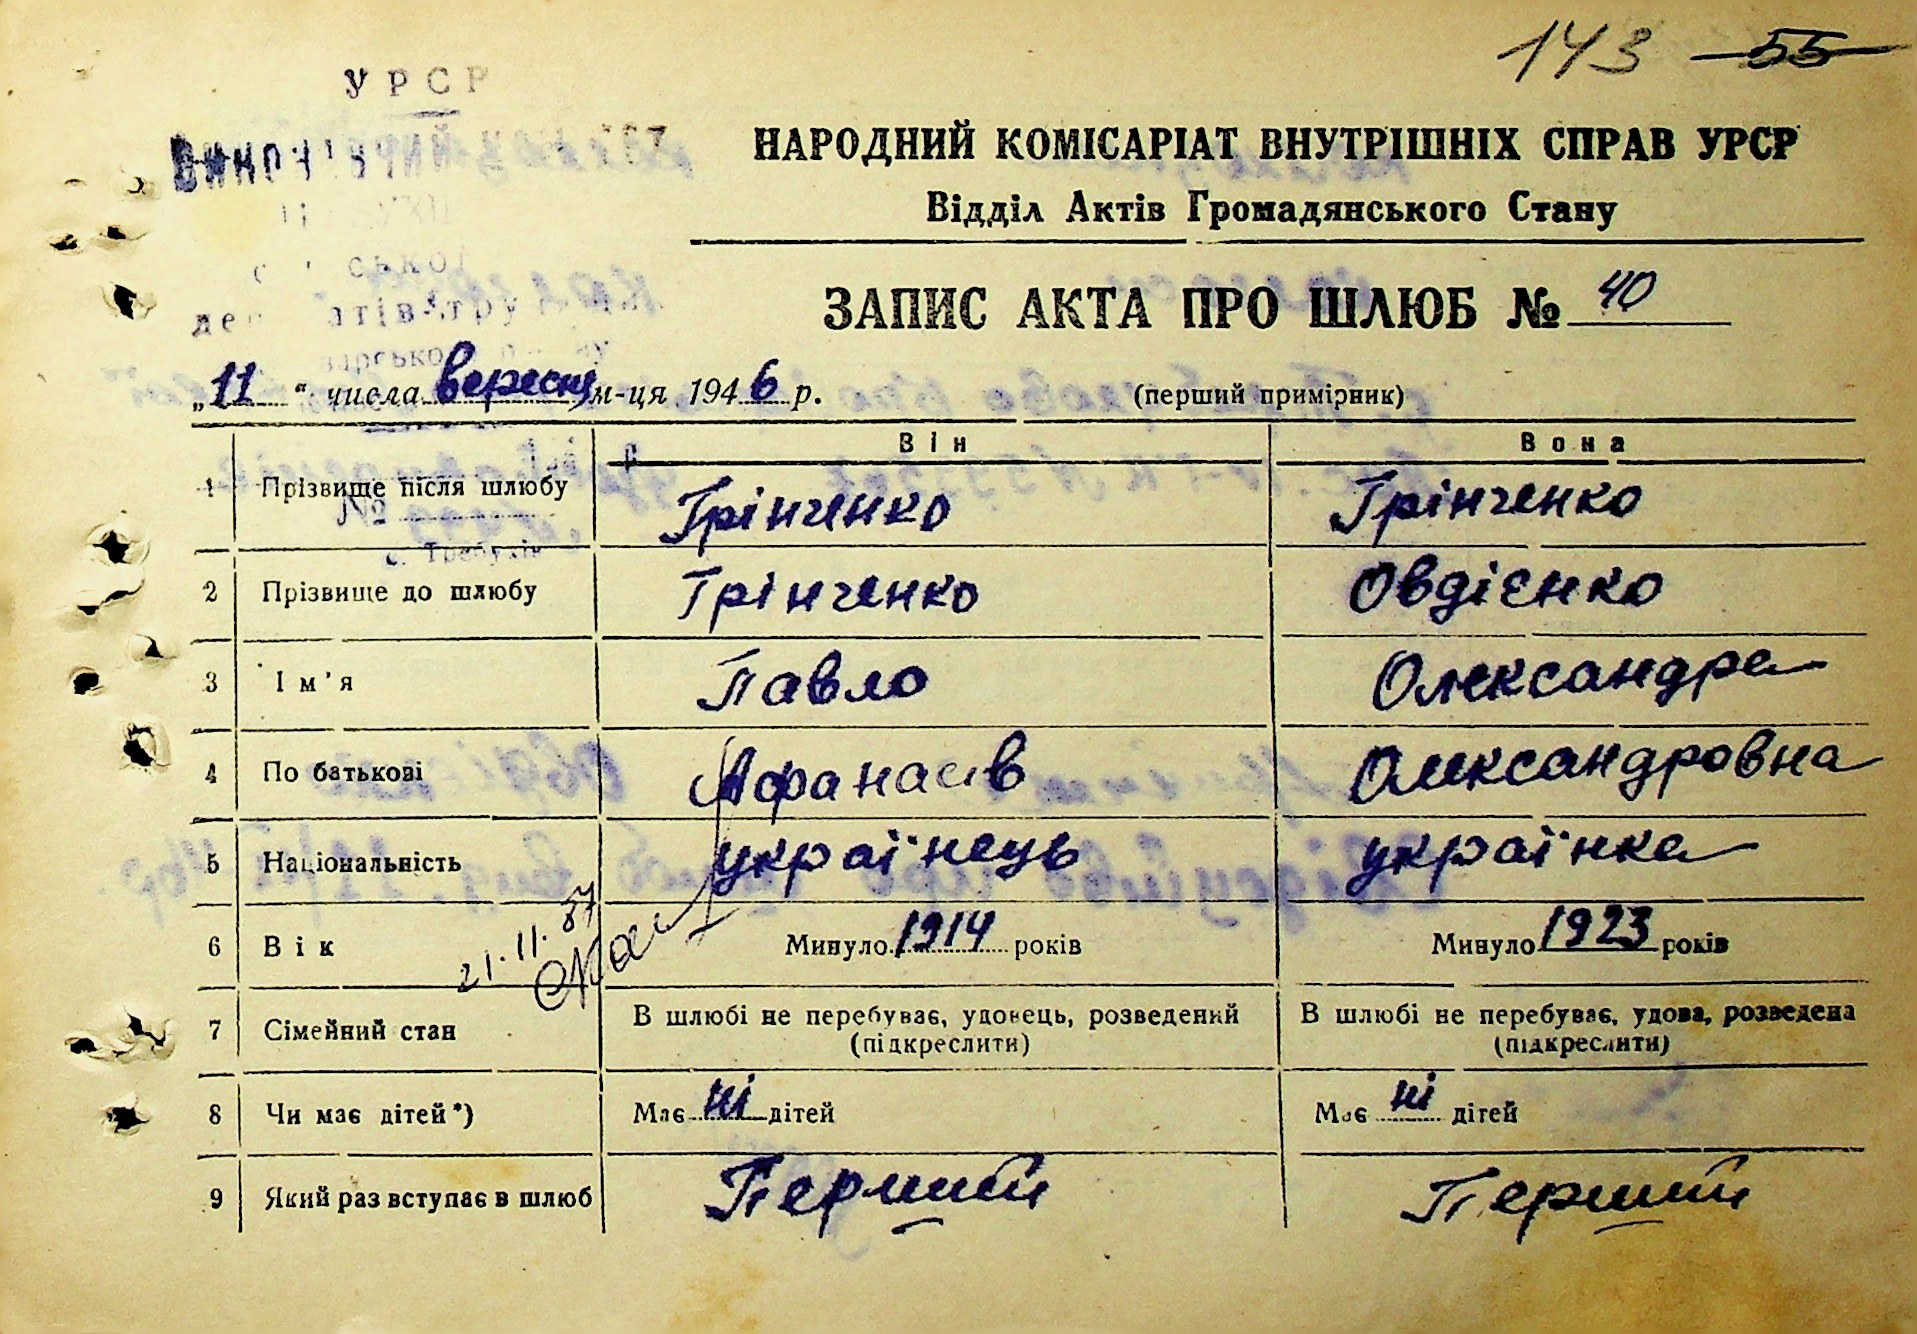 143 55
УРСР
НАРОДНИЙ КОМІСАРІАТ ВНУТРІШНІХ СПРАВ УРСР
Відділ Актів Громадянського Стану
ЗАПИС АКТА ПРО ШЛЮБ № 40
„11“ числа вересня м-ця 1946 р. (перший примірник)
Він Вона
1 Прізвище після шлюбу Грінченко Грінченко
№
с. Требухів
2 Прізвище до шлюбу Грінченко Овдієнко
3 Ім'я Павло Олександра
4 По батькові Афанасів Олександровна
5 Національність українець українка
6 Вік Минуло 1914 років Минуло 1923 років
21.11.87
7 Сімейний стан В шлюбі не перебуває, удовець, розведений В шлюбі не перебуває, удова, розведена
(підкреслити) (підкреслити)
8 Чи має дітей*) Має ні дітей Має ні дітей
9 Який раз вступає в шлюб Перший Перший